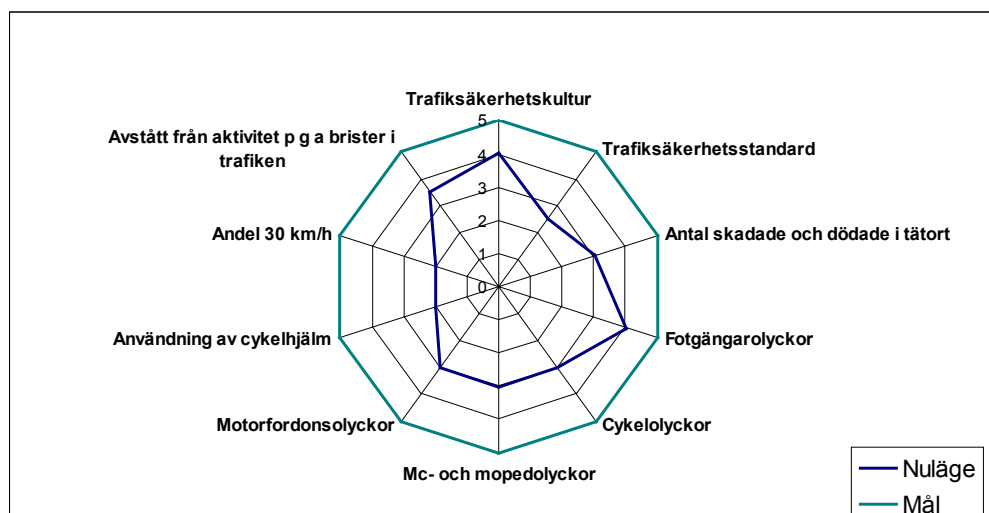 Trafiksäkerhetskultur
Avstått från aktivitet p g a brister i
trafiken
Trafiksäkerhetsstandard
Andel 30 km/h
Antal skadade och dödade i tätort
Användning av cykelhjälm
Fotgängarolyckor
Motorfordonsolyckor
Cykelolyckor
Mc- och mopedolyckor
5
4
3
2
1
0
Nuläge
Mål